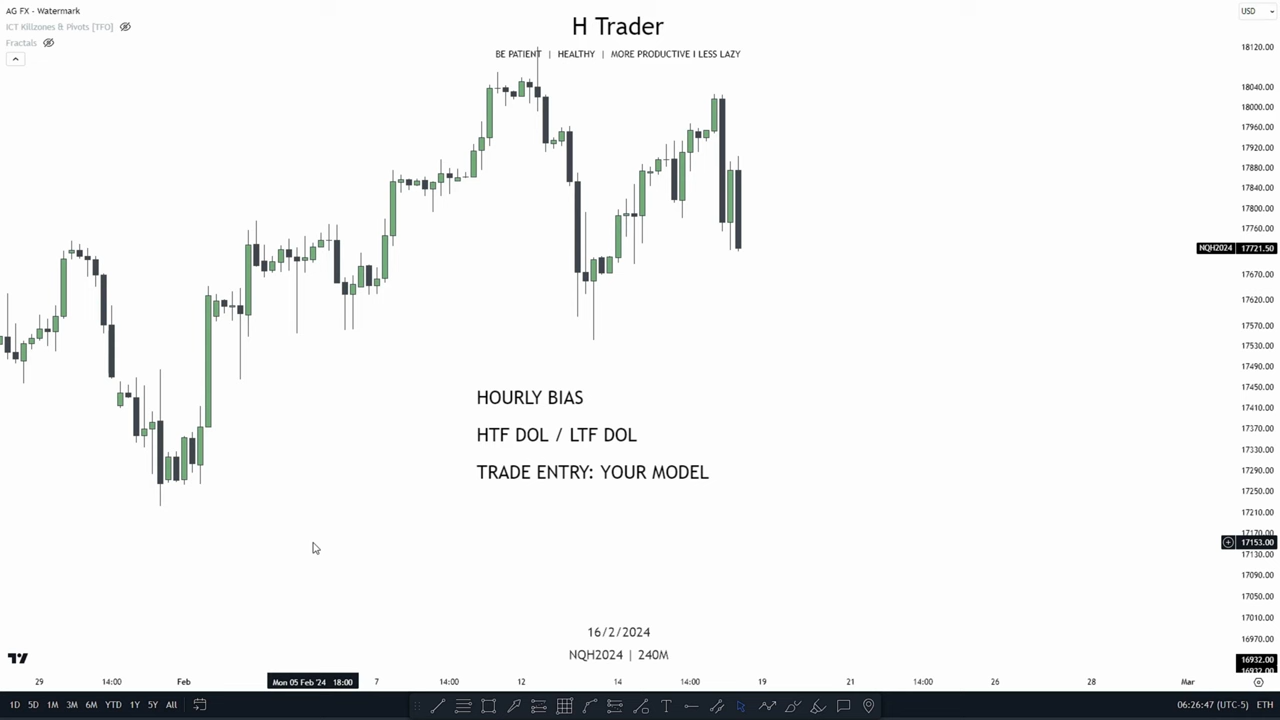 AG FX - Watermark
ICT Killzones & Pivots [TFO]
Fractals
H Trader
BE PATIENT | HEALTHY | MORE PRODUCTIVE I LESS LAZY
USD
18120.00
18040.00
18000.00
17960.00
17920.00
17880.00
17840.00
17800.00
17760.00
NQH2024 17721.50
17670.00
17620.00
17570.00
17530.00
17490.00
17450.00
17410.00
17370.00
17330.00
17290.00
17250.00
17210.00
17170.00
17153.00
17130.00
17090.00
17050.00
17010.00
16970.00
16932.00
16932.00
HOURLY BIAS
HTF DOL / LTF DOL
TRADE ENTRY: YOUR MODEL
16/2/2024
NQH2024 | 240M
29 14:00 Feb Mon 05 Feb '24 18:00 7 14:00 12 14 14:00 19 21 14:00 26 28 Mar
1D 5D 1M 3M 6M YTD 1Y 5Y All
06:26:47 (UTC-5) ETH